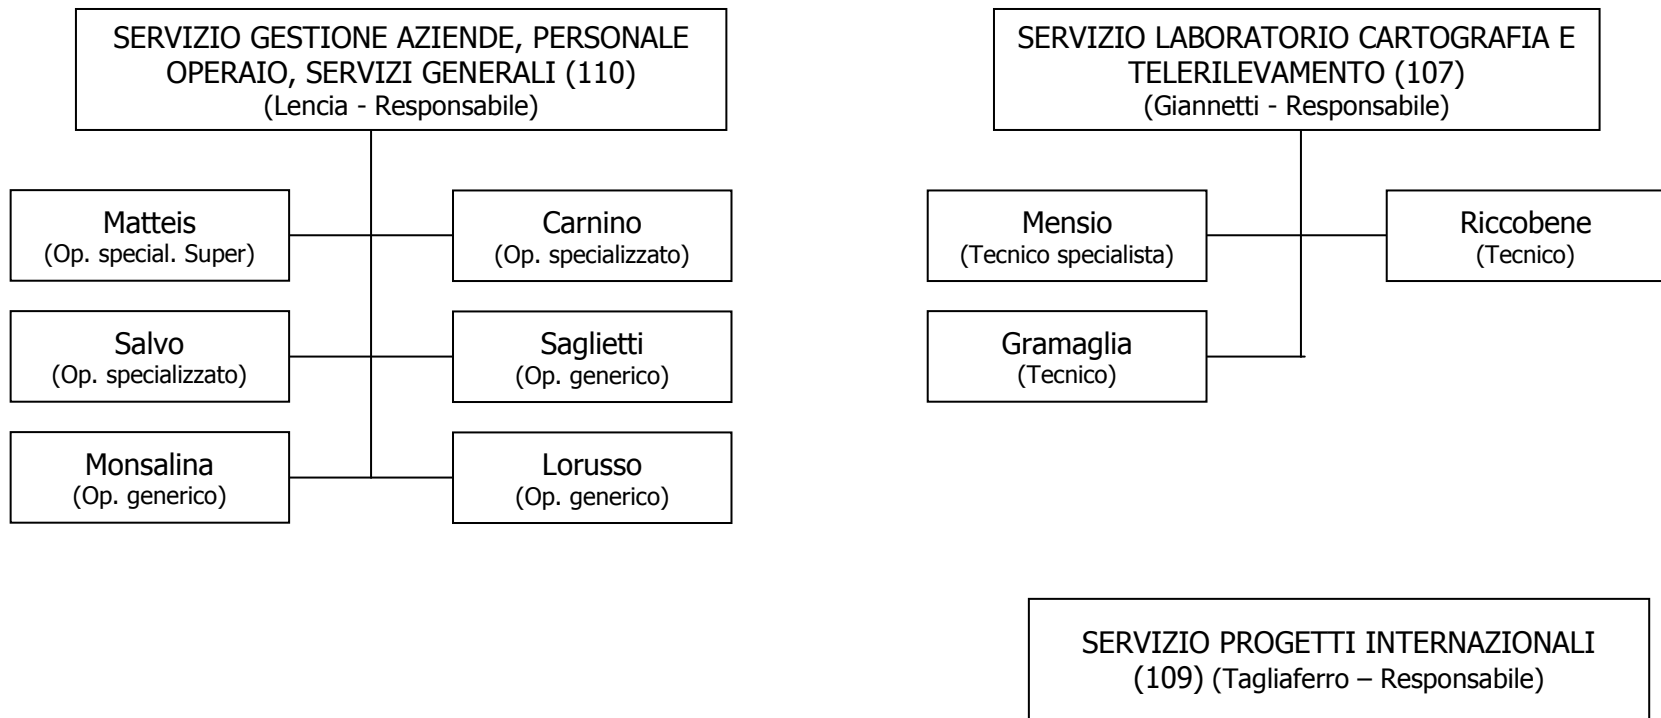 SERVIZIO GESTIONE AZIENDE, PERSONALE
OPERAIO, SERVIZI GENERALI (110)
(Lencia - Responsabile)
Matteis
(Op. special. Super)
Carnino
(Op. specializzato)
Salvo
(Op. specializzato)
Saglietti
(Op. generico)
Monsalina
(Op. generico)
Lorusso
(Op. generico)
SERVIZIO LABORATORIO CARTOGRAFIA E
TELERILEVAMENTO (107)
(Giannetti - Responsabile)
Mensio
(Tecnico specialista)
Riccobene
(Tecnico)
Gramaglia
(Tecnico)
SERVIZIO PROGETTI INTERNAZIONALI
(109) (Tagliaferro – Responsabile)